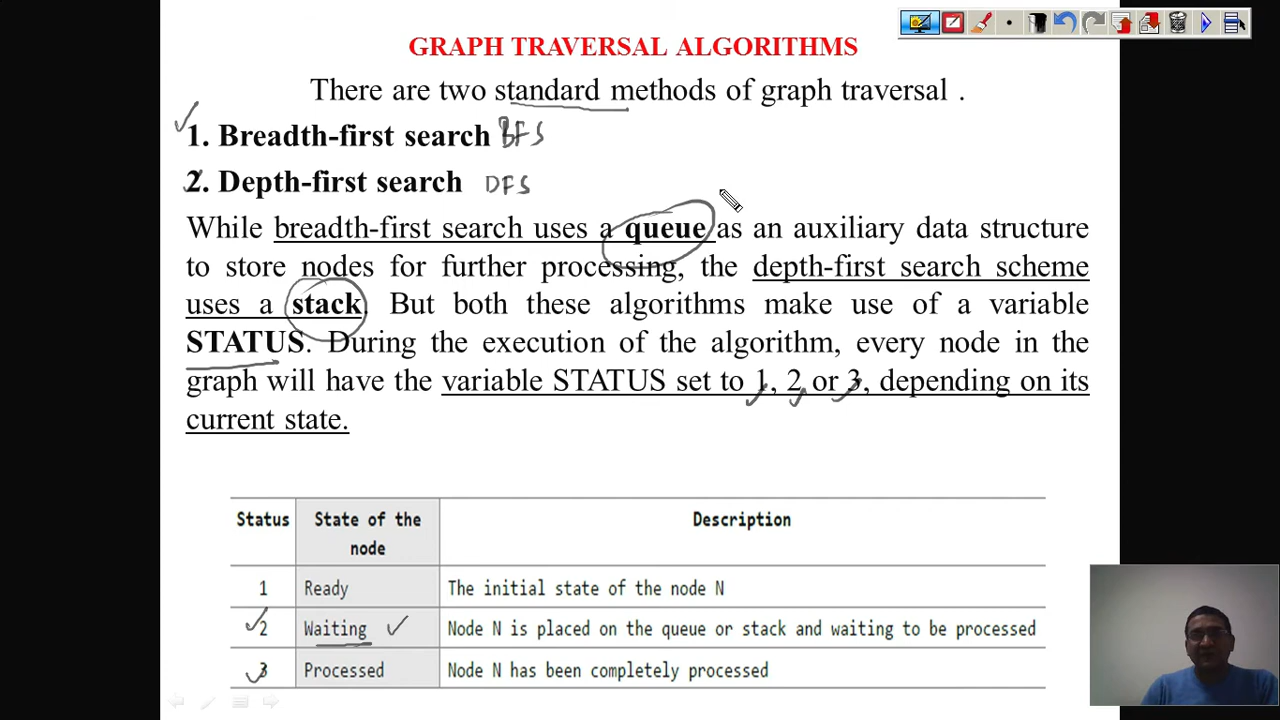 GRAPH TRAVERSAL ALGORITHMS
There are two standard methods of graph traversal .
1. Breadth-first search BFS
2. Depth-first search DFS
While breadth-first search uses a queue as an auxiliary data structure
to store nodes for further processing, the depth-first search scheme
uses a stack. But both these algorithms make use of a variable
STATUS. During the execution of the algorithm, every node in the
graph will have the variable STATUS set to 1, 2 or 3, depending on its
current state.
Status State of the node Description
1 Ready The initial state of the node N
2 Waiting Node N is placed on the queue or stack and waiting to be processed
3 Processed Node N has been completely processed